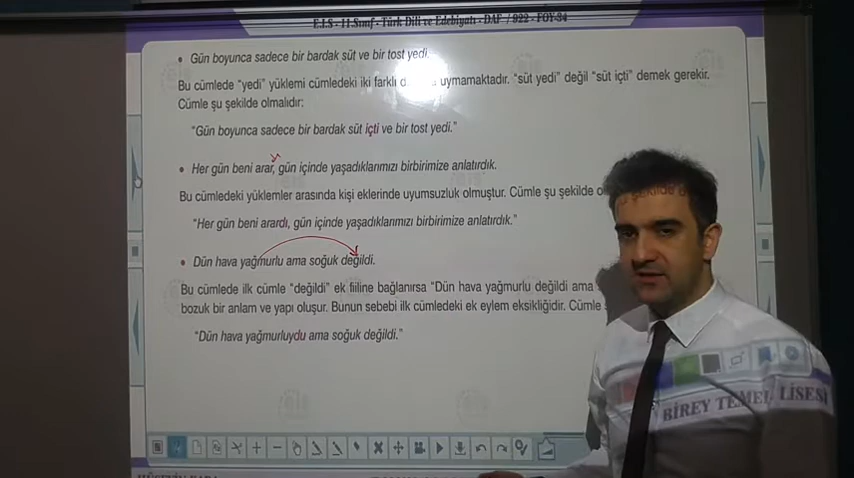 E.I.S - 11.Sınıf - Türk Dili ve Edebiyatı - DAF / 922 - FÖY-34
• Gün boyunca sadece bir bardak süt ve bir tost yedi.
Bu cümlede "yedi" yüklemi cümledeki iki farklı uymamaktadır. "süt yedi" değil "süt içti" demek gerekir.
Cümle şu şekilde olmalıdır:
"Gün boyunca sadece bir bardak süt içti ve bir tost yedi."
• Her gün beni arar, gün içinde yaşadıklarımızı birbirimize anlatırdık.
Bu cümledeki yüklemler arasında kişi eklerinde uyumsuzluk olmuştur. Cümle şu şekilde
"Her gün beni arardı, gün içinde yaşadıklarımızı birbirimize anlatırdık."
• Dün hava yağmurlu ama soğuk değildi.
Bu cümlede ilk cümle "değildi" ek fiiline bağlanırsa "Dün hava yağmurlu değildi ama
bozuk bir anlam ve yapı oluşur. Bunun sebebi ilk cümledeki ek eylem eksikliğidir. Cümle
"Dün hava yağmurluydu ama soğuk değildi."
BİREY TEMEL LİSESİ